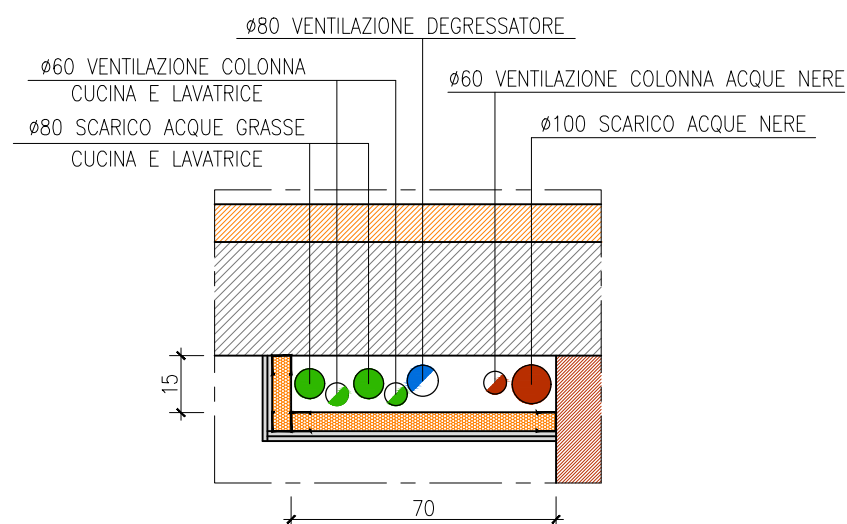 ø80 VENTILAZIONE DEGRESSATORE
ø60 VENTILAZIONE COLONNA
CUCINA E LAVATRICE
ø60 VENTILAZIONE COLONNA ACQUE NERE
ø80 SCARICO ACQUE GRASSE
CUCINA E LAVATRICE
ø100 SCARICO ACQUE NERE
15
70